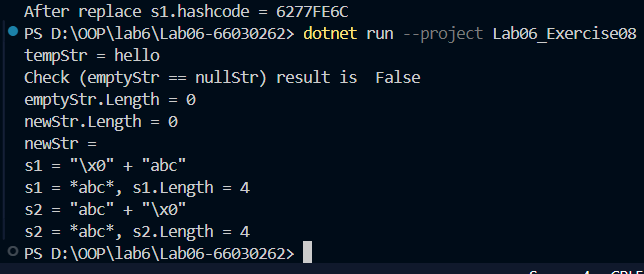 After replace s1.hashcode = 6277FE6C
PS D:\OOP\lab6\Lab06-66030262> dotnet run --project Lab06_Exercise08
tempStr = hello
Check (emptyStr == nullStr) result is  False
emptyStr.Length = 0
newStr.Length = 0
newStr =
s1 = "\x0" + "abc"
s1 = *abc*, s1.Length = 4
s2 = "abc" + "\x0"
s2 = *abc*, s2.Length = 4
PS D:\OOP\lab6\Lab06-66030262>